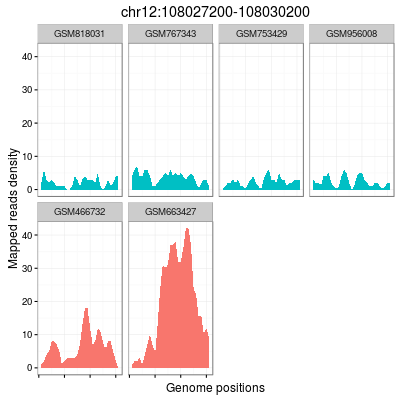 chr12:108027200-108030200
GSM818031 GSM767343 GSM753429 GSM956008
40
30
20
10
0
Mapped reads density
GSM466732 GSM663427
40
30
20
10
0
Genome positions